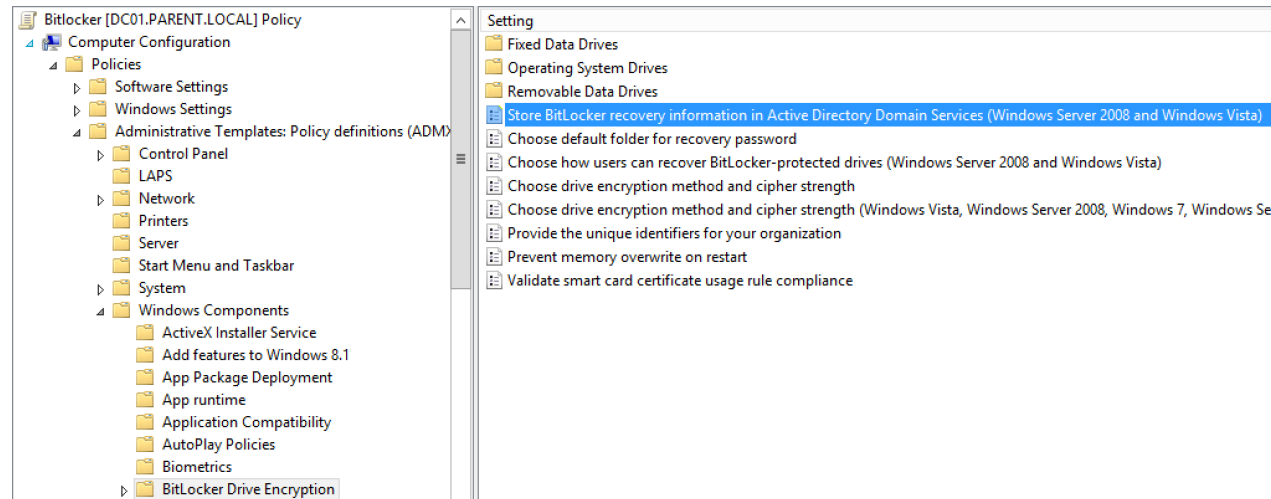 Bitlocker [DC01.PARENT.LOCAL] Policy
Computer Configuration
Policies
Software Settings
Windows Settings
Administrative Templates: Policy definitions (ADMX
Control Panel
LAPS
Network
Printers
Server
Start Menu and Taskbar
System
Windows Components
ActiveX Installer Service
Add features to Windows 8.1
App Package Deployment
App runtime
Application Compatibility
AutoPlay Policies
Biometrics
BitLocker Drive Encryption
Setting
Fixed Data Drives
Operating System Drives
Removable Data Drives
Store BitLocker recovery information in Active Directory Domain Services (Windows Server 2008 and Windows Vista)
Choose default folder for recovery password
Choose how users can recover BitLocker-protected drives (Windows Server 2008 and Windows Vista)
Choose drive encryption method and cipher strength
Choose drive encryption method and cipher strength (Windows Vista, Windows Server 2008, Windows 7, Windows Se
Provide the unique identifiers for your organization
Prevent memory overwrite on restart
Validate smart card certificate usage rule compliance